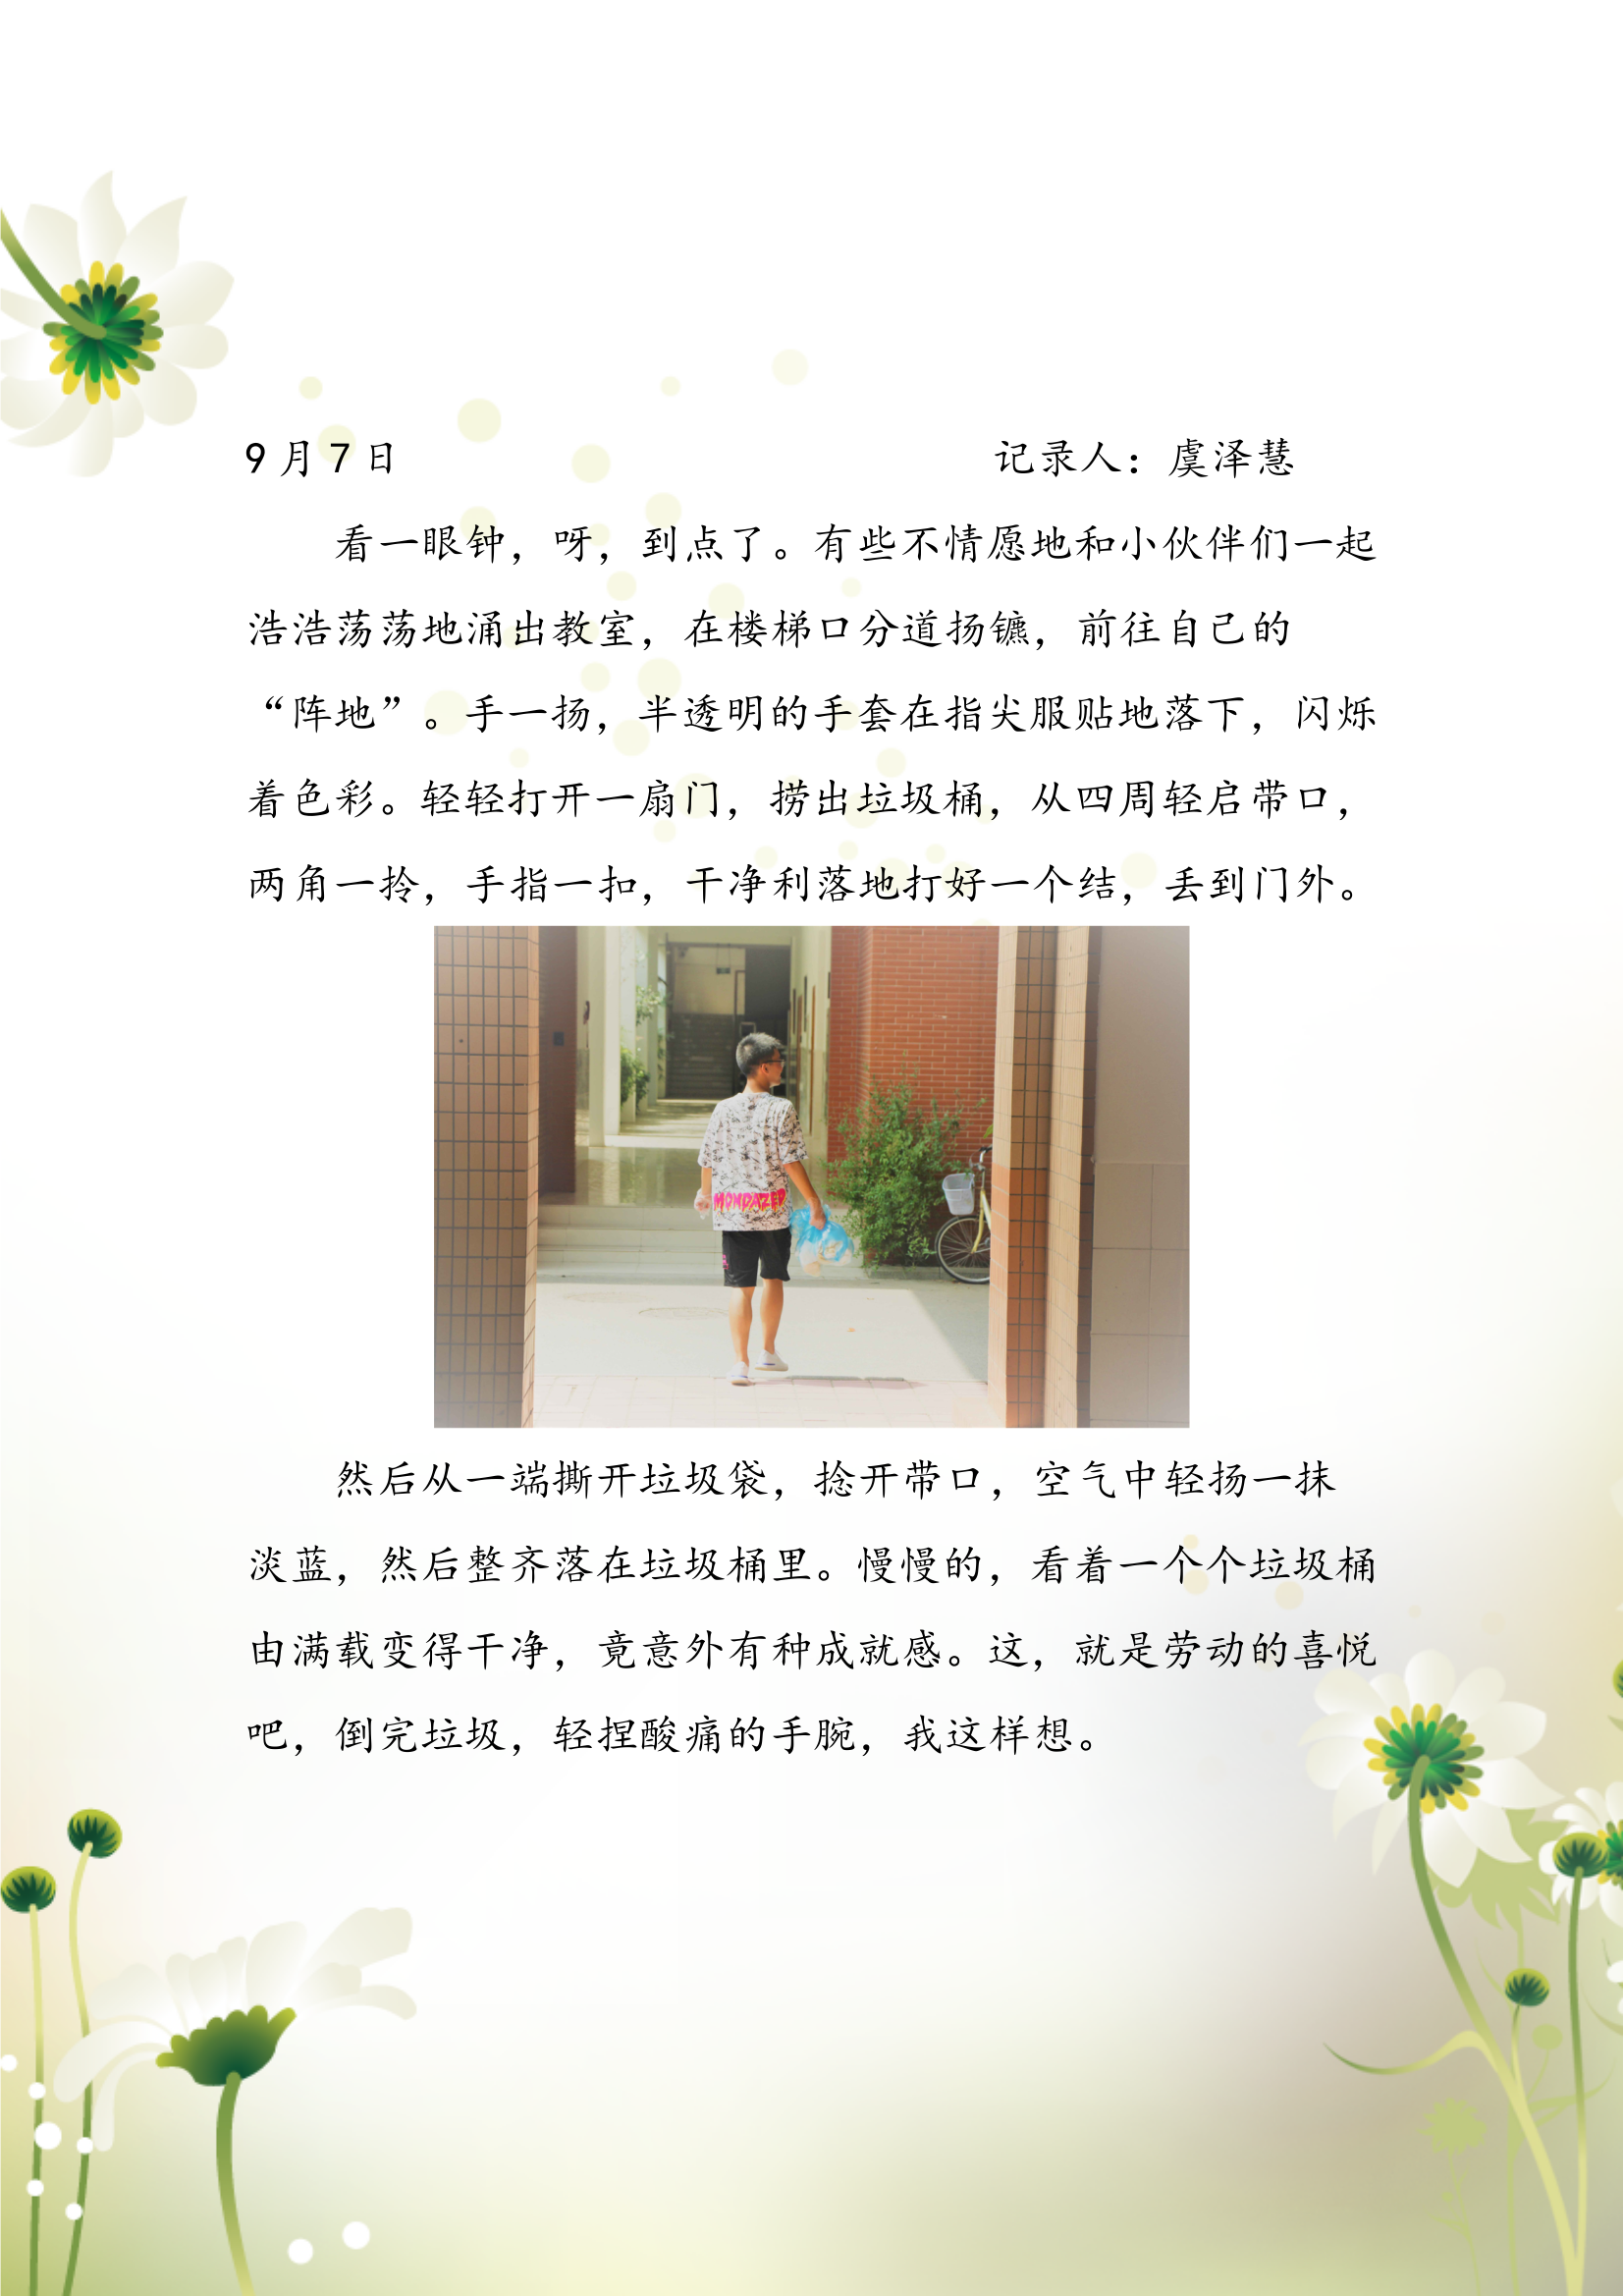 9月7日 记录人：虞泽慧
看一眼钟，呀，到点了。有些不情愿地和小伙伴们一起
浩浩荡荡地涌出教室，在楼梯口分道扬镳，前往自己的
“阵地”。手一扬，半透明的手套在指尖服贴地落下，闪烁
着色彩。轻轻打开一扇门，捞出垃圾桶，从四周轻启带口，
两角一拎，手指一扣，干净利落地打好一个结，丢到门外。
MONDAZED
然后从一端撕开垃圾袋，捻开带口，空气中轻扬一抹
淡蓝，然后整齐落在垃圾桶里。慢慢的，看着一个个垃圾桶
由满载变得干净，竟意外有种成就感。这，就是劳动的喜悦
吧，倒完垃圾，轻捏酸痛的手腕，我这样想。